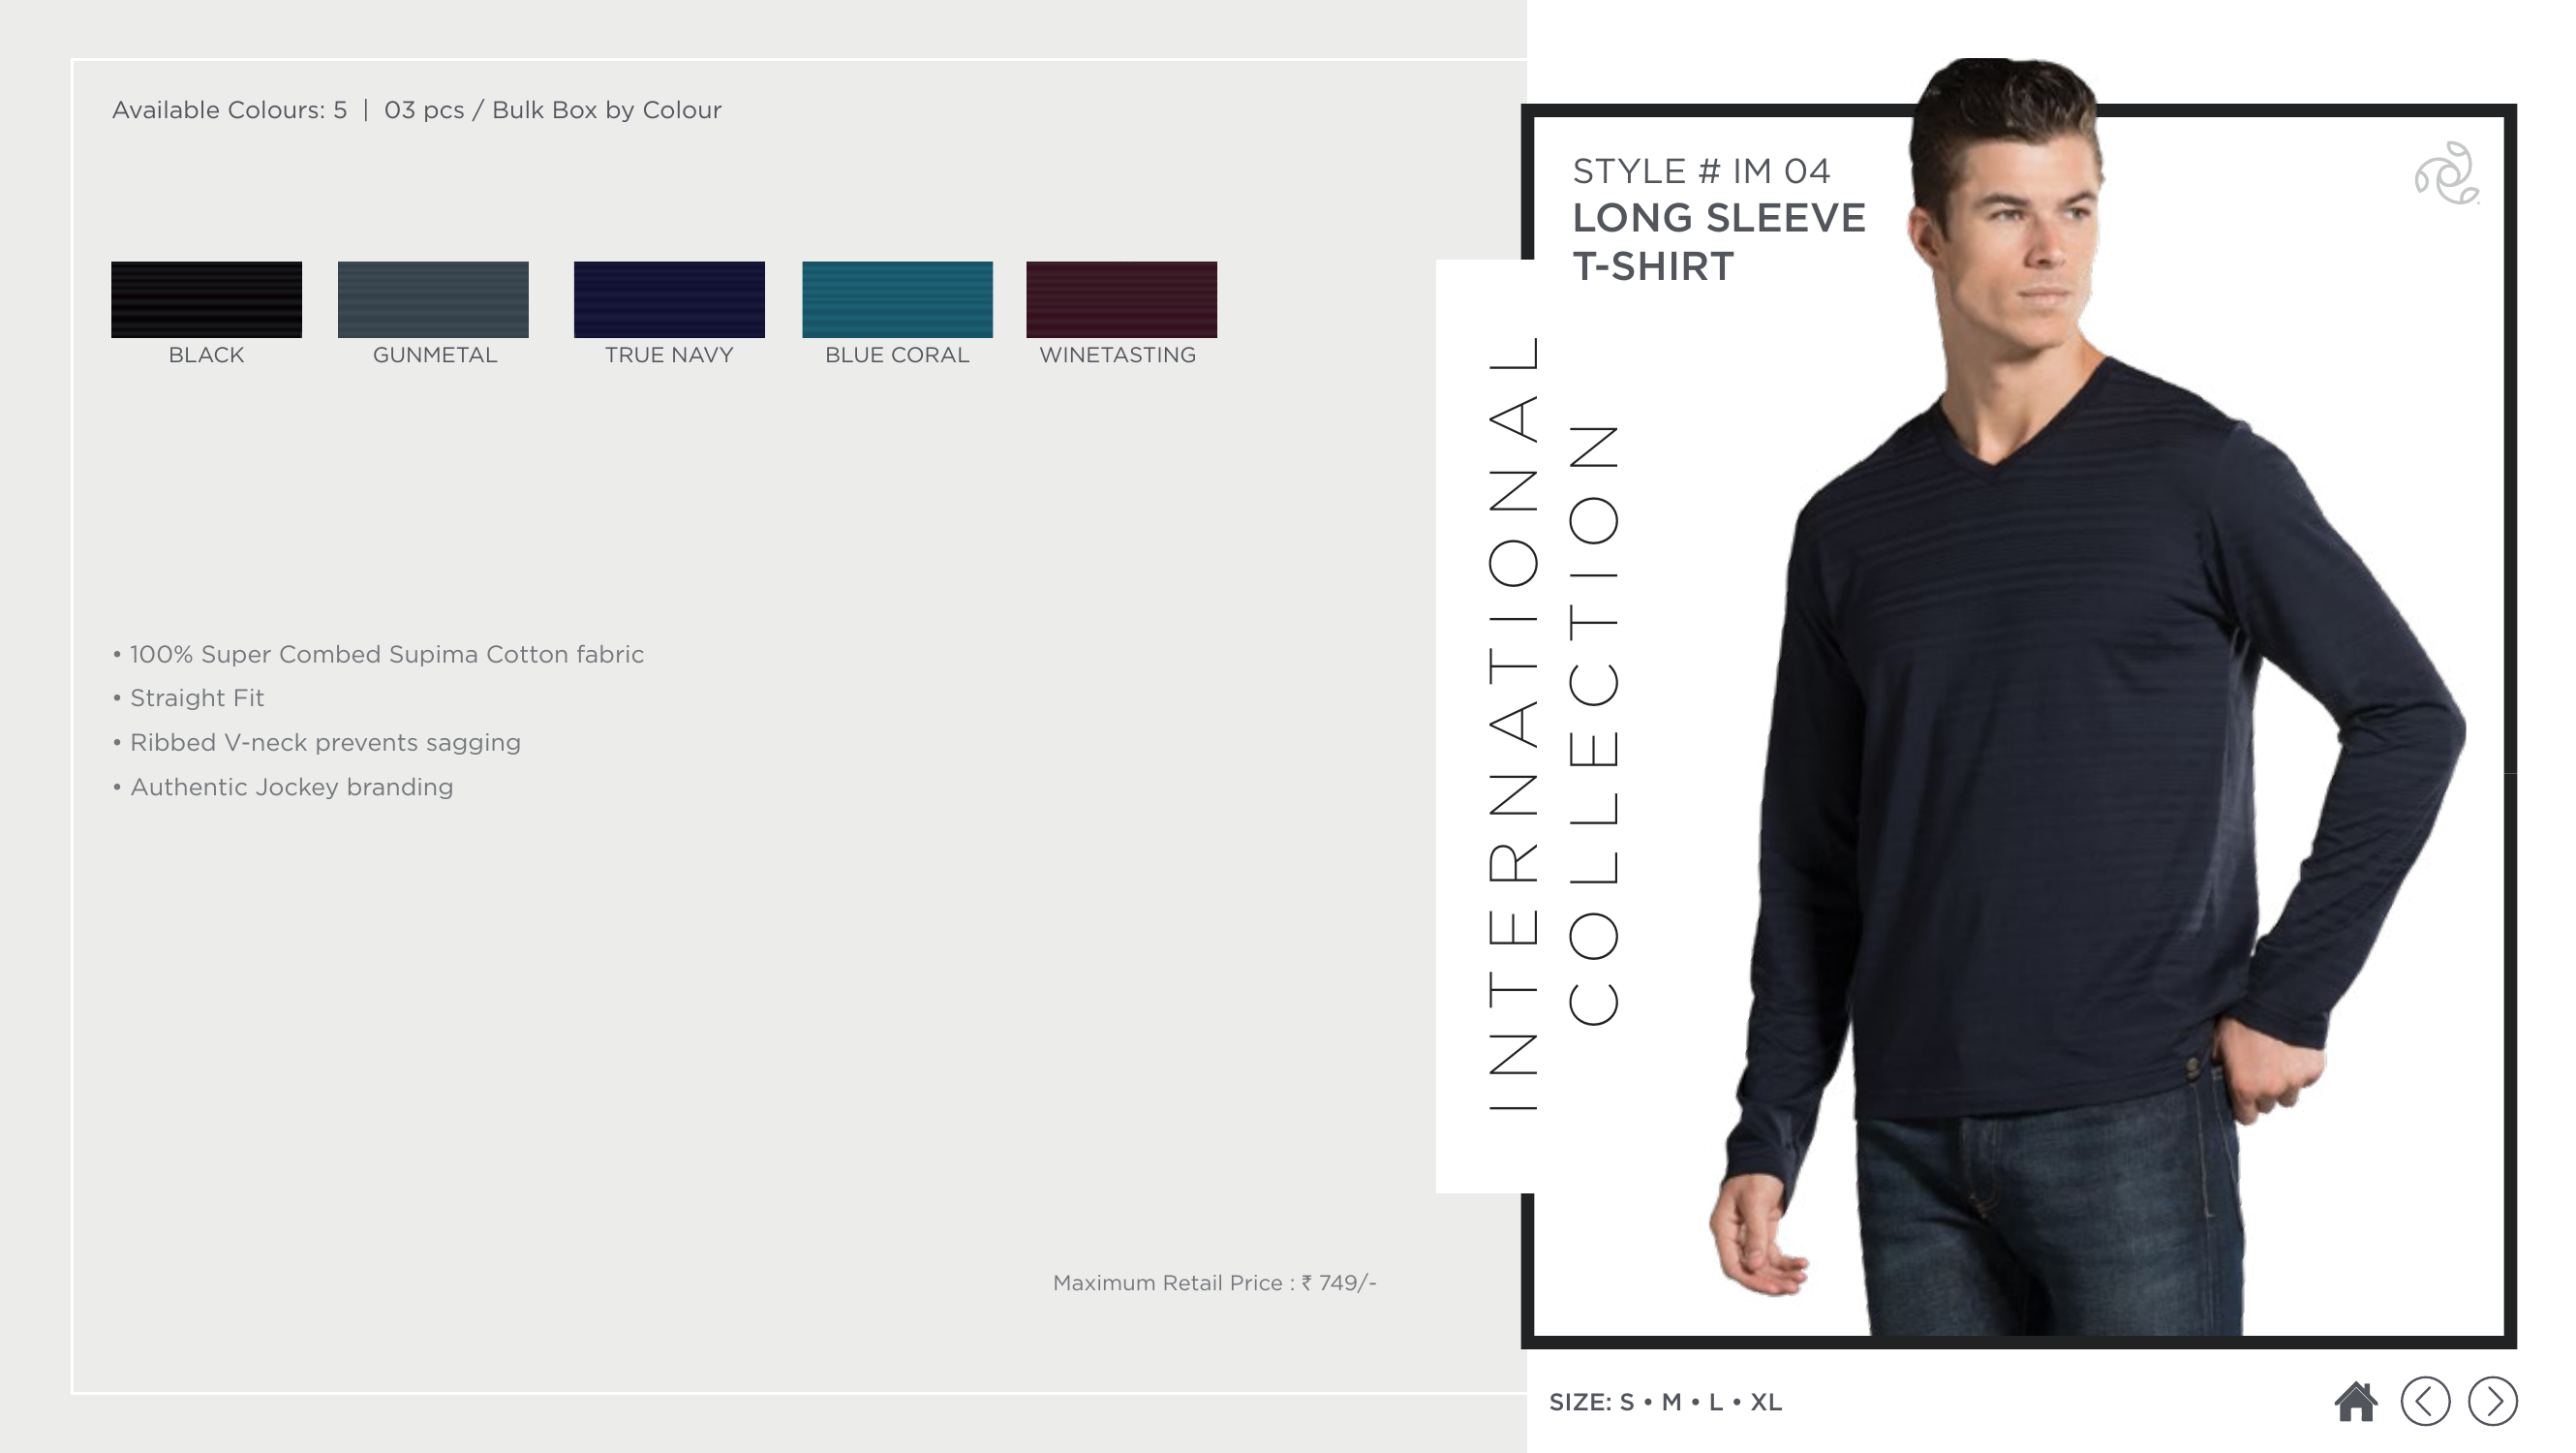 Available Colours: 5 | 03 pcs / Bulk Box by Colour
BLACK
GUNMETAL
TRUE NAVY
BLUE CORAL
WINETASTING
• 100% Super Combed Supima Cotton fabric
• Straight Fit
• Ribbed V-neck prevents sagging
• Authentic Jockey branding
Maximum Retail Price : ₹ 749/-
STYLE # IM 04
LONG SLEEVE
T-SHIRT
INTERNATIONAL
COLLECTION
SIZE: S • M • L • XL